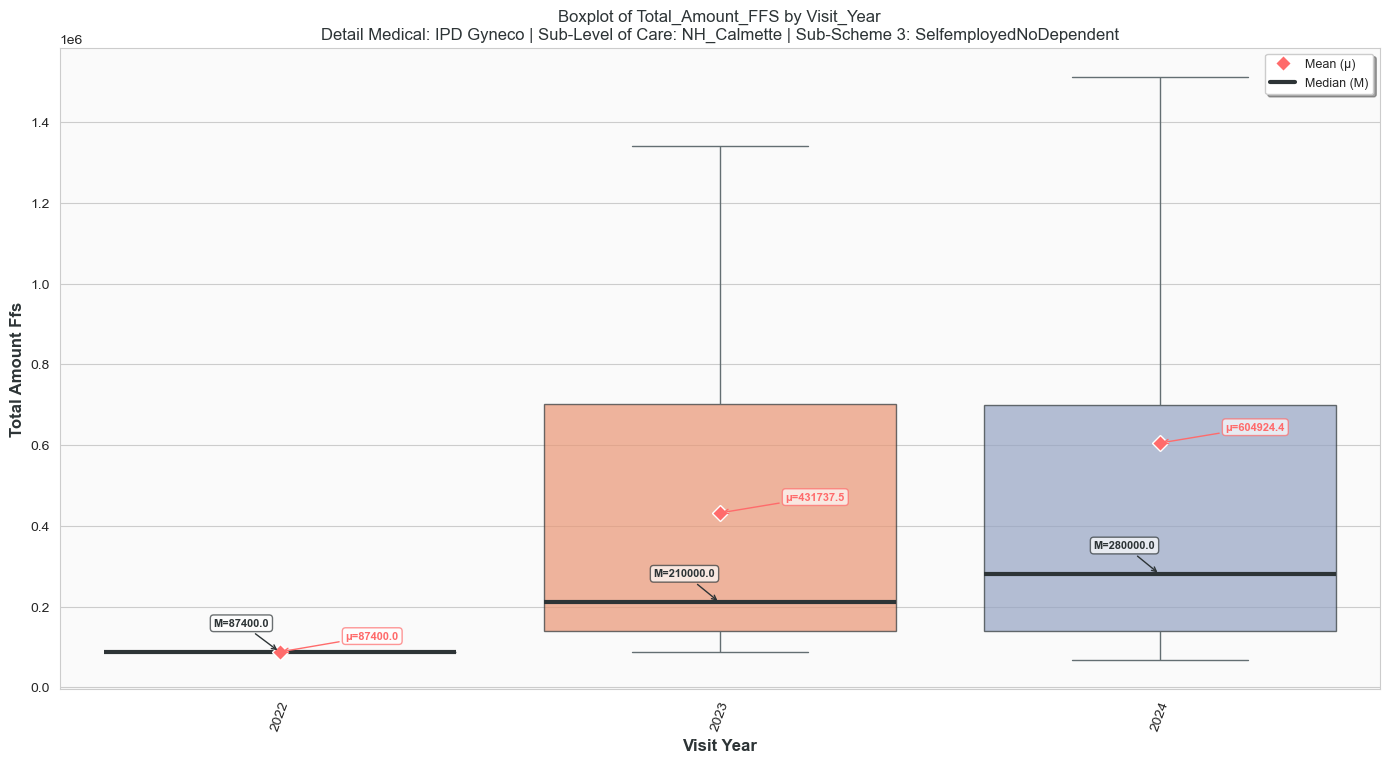 Boxplot of Total_Amount_FFS by Visit_Year
Detail Medical: IPD Gyneco | Sub-Level of Care: NH_Calmette | Sub-Scheme 3: SelfemployedNoDependent
1e6
Mean (μ)
Median (M)
1.4
1.2
1.0
0.8
0.6
0.4
0.2
0.0
Total Amount Ffs
μ=604924.4
μ=431737.5
M=280000.0
M=210000.0
M=87400.0
μ=87400.0
2022
2023
2024
Visit Year